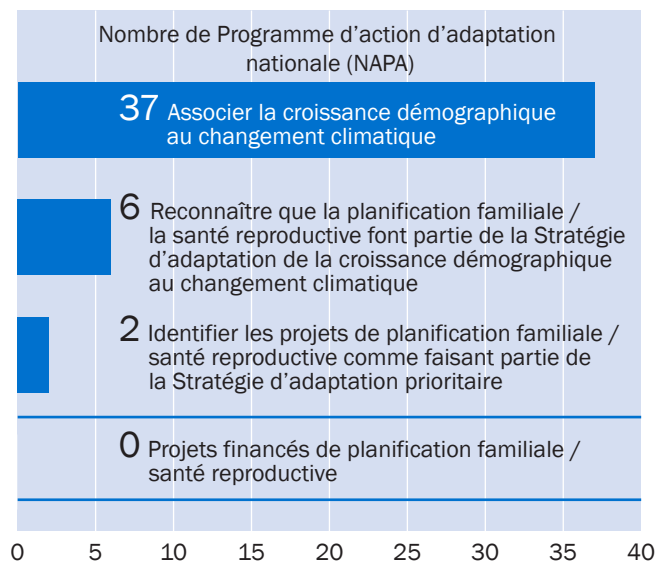 Nombre de Programme d’action d’adaptation
nationale (NAPA)
37 Associer la croissance démographique
au changement climatique
6 Reconnaître que la planification familiale /
la santé reproductive font partie de la Stratégie
d’adaptation de la croissance démographique
au changement climatique
2 Identifier les projets de planification familiale /
santé reproductive comme faisant partie de
la Stratégie d’adaptation prioritaire
0 Projets financés de planification familiale /
santé reproductive
0 5 10 15 20 25 30 35 40